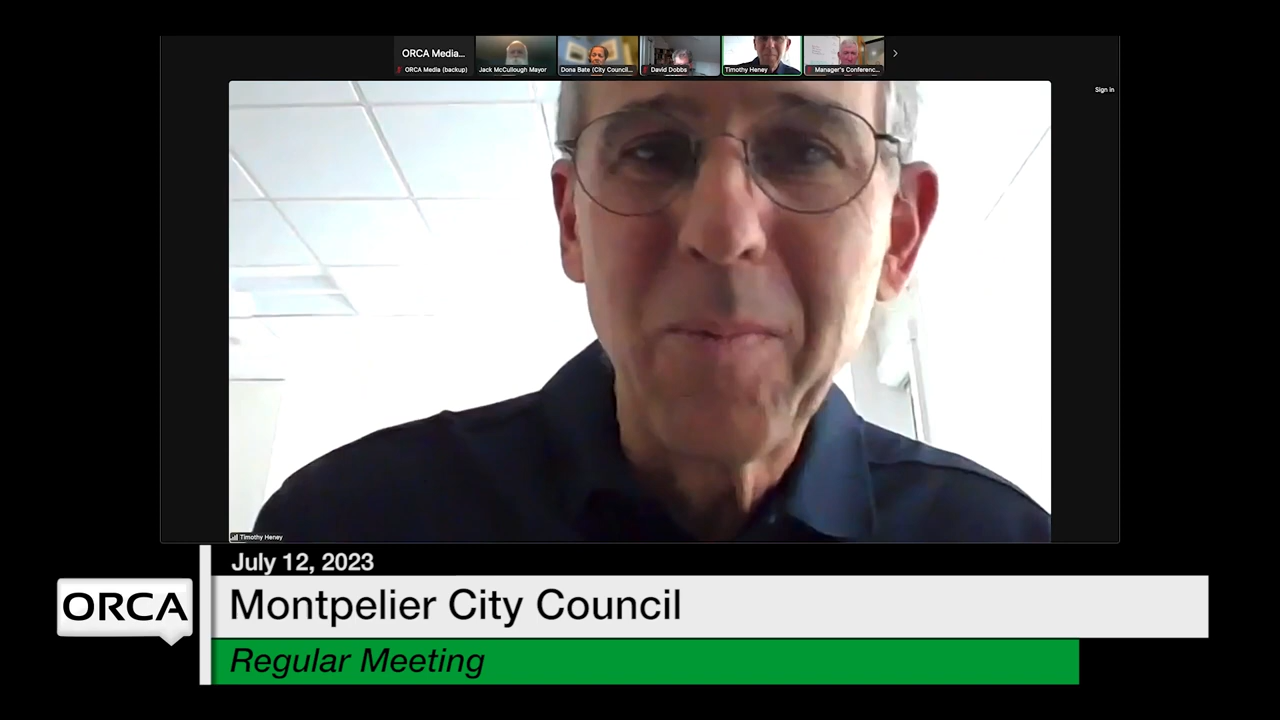 ORCA Media...
ORCA Media (backup)
Jack McCullough Mayor
Dona Bate (City Council...
David Dobbs
Timothy Heney
Manager's Conferenc...
Sign in
Timothy Heney
July 12, 2023
ORCA
Montpelier City Council
Regular Meeting